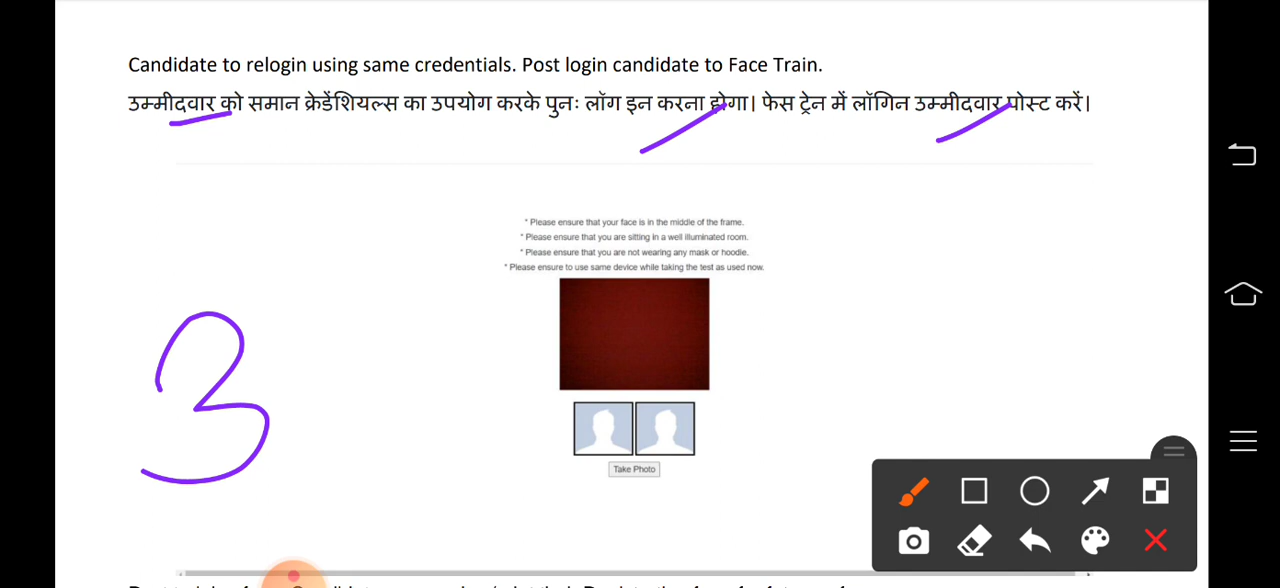 Candidate to relogin using same credentials. Post login candidate to Face Train.
उम्मीदवार को समान क्रेडेंशियल्स का उपयोग करके पुनः लॉग इन करना होगा। फेस ट्रेन में लॉगिन उम्मीदवार पोस्ट करें।
* Please ensure that your face is in the middle of the frame.
* Please ensure that you are sitting in a well illuminated room.
* Please ensure that you are not wearing any mask or hoodie.
* Please ensure to use same device while taking the test as used now.
3
Take Photo